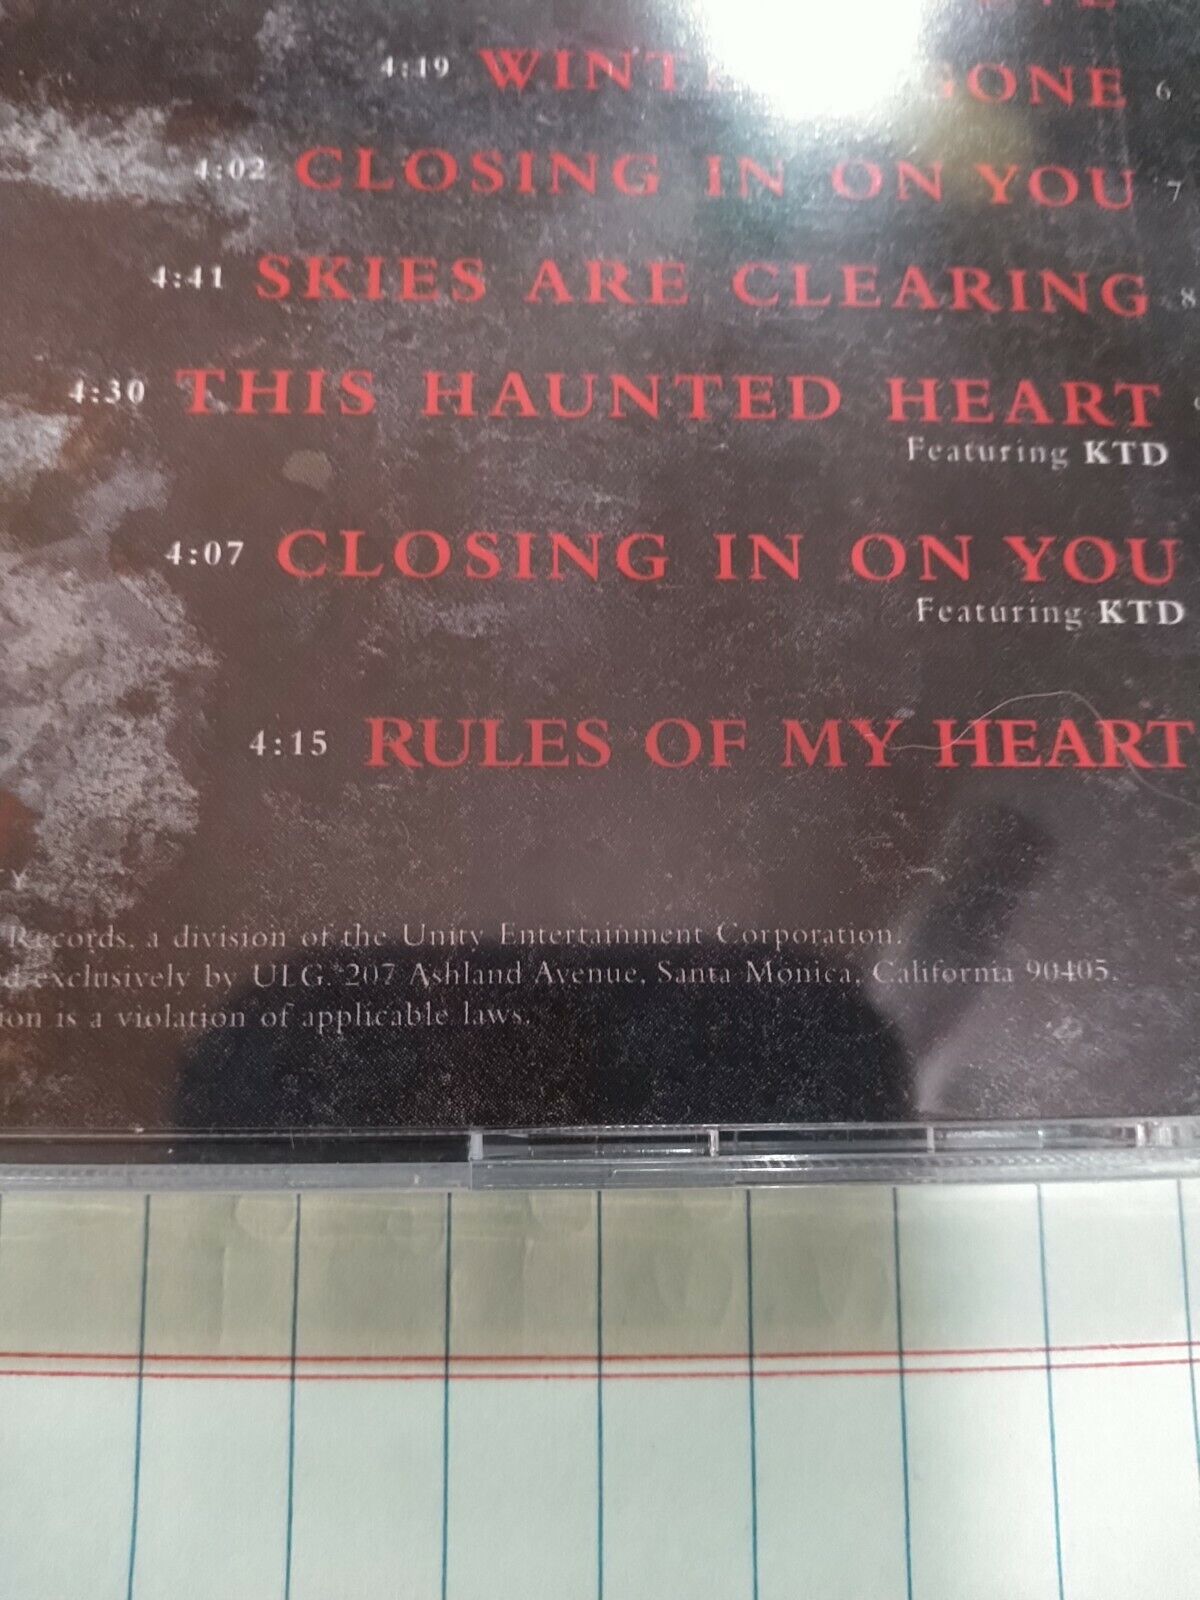 4:19 GONE 6
4:02 CLOSING IN ON YOU 7
4:41 SKIES ARE CLEARING 8
4:30 THIS HAUNTED HEART
Featuring KTD
4:07 CLOSING IN ON YOU
Featuring KTD
4:15 RULES OF MY HEART
Records, a division of the Unity Entertainment Corporation.
exclusively by ULG. 207 Ashland Avenue, Santa Monica, California 90405.
is a violation of applicable laws.